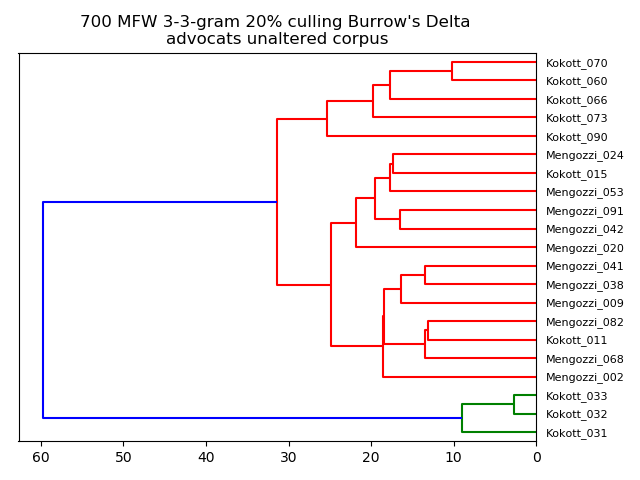 700 MFW 3-3-gram 20% culling Burrow's Delta
advocats unaltered corpus
Kokott_070
Kokott_060
Kokott_066
Kokott_073
Kokott_090
Mengozzi_024
Kokott_015
Mengozzi_053
Mengozzi_091
Mengozzi_042
Mengozzi_020
Mengozzi_041
Mengozzi_038
Mengozzi_009
Mengozzi_082
Kokott_011
Mengozzi_068
Mengozzi_002
Kokott_033
Kokott_032
Kokott_031
60 50 40 30 20 10 0